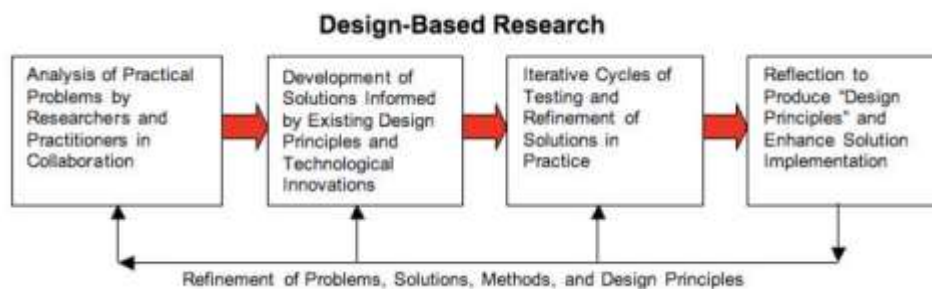 Design-Based Research
Analysis of Practical
Problems by
Researchers and
Practitioners in
Collaboration
Development of
Solutions Informed
by Existing Design
Principles and
Technological
Innovations
Iterative Cycles of
Testing and
Refinement of
Solutions in
Practice
Reflection to
Produce "Design
Principles" and
Enhance Solution
Implementation
Refinement of Problems, Solutions, Methods, and Design Principles